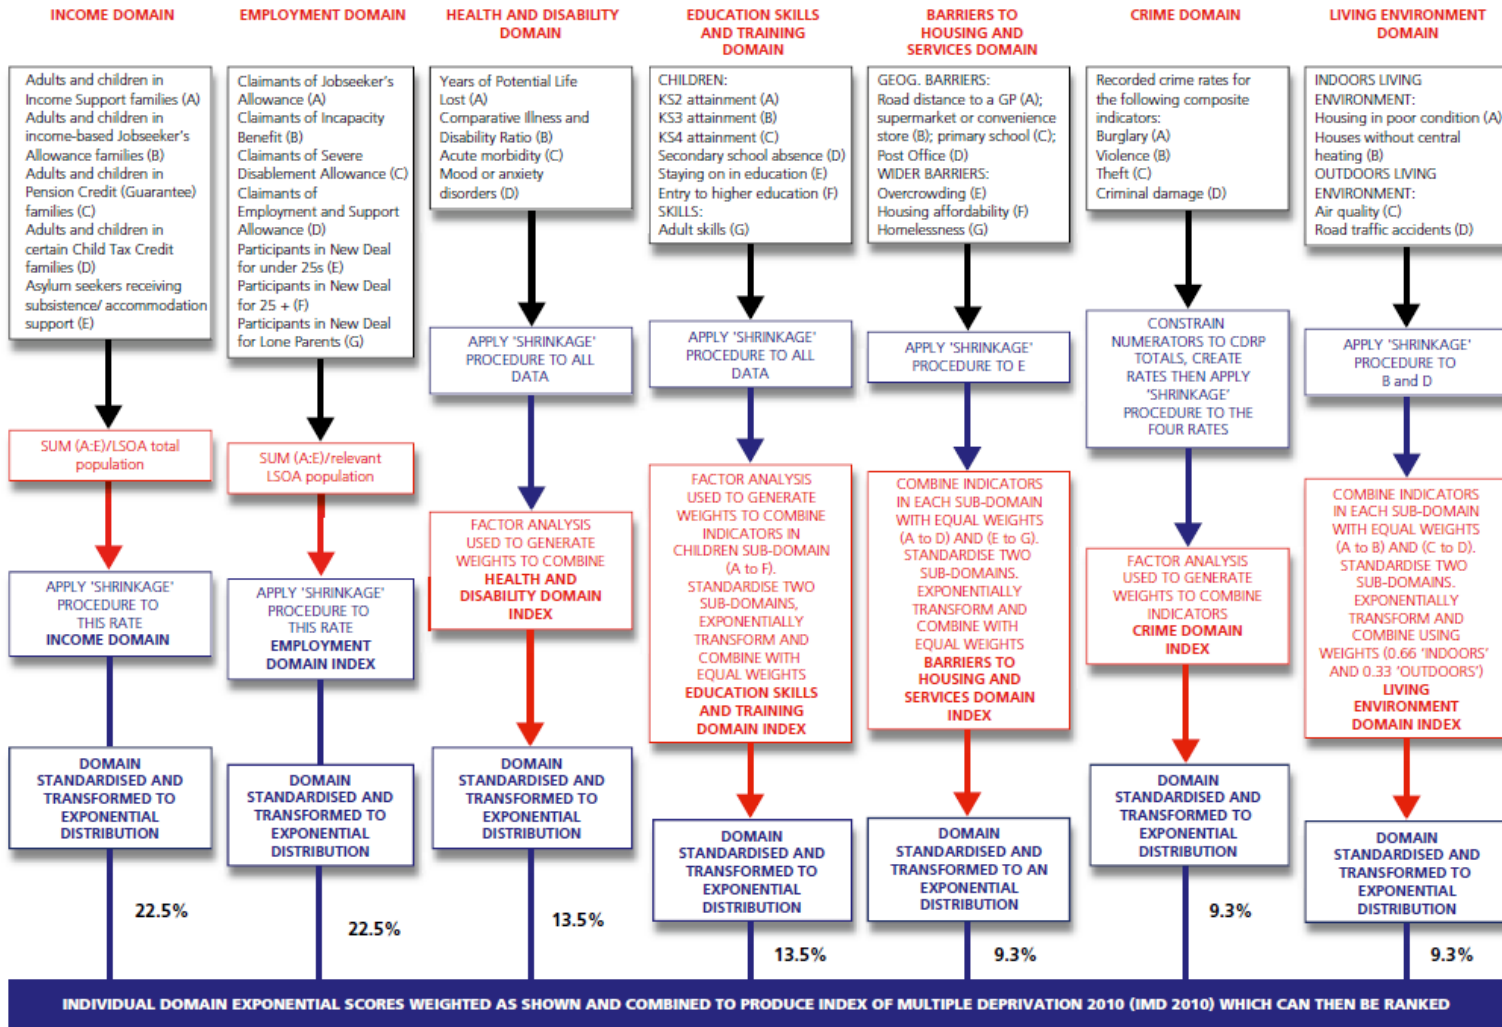 INCOME DOMAIN
Adults and children in
Income Support families (A)
Adults and children in
income-based Jobseeker's
Allowance families (B)
Adults and children in
Pension Credit (Guarantee)
families (C)
Adults and children in
certain Child Tax Credit
families (D)
Asylum seekers receiving
subsistence/ accommodation
support (E)
SUM (A:E)/LSOA total
population
APPLY 'SHRINKAGE'
PROCEDURE TO
THIS RATE
INCOME DOMAIN
DOMAIN
STANDARDISED AND
TRANSFORMED TO
EXPONENTIAL
DISTRIBUTION
22.5%
EMPLOYMENT DOMAIN
Claimants of Jobseeker's
Allowance (A)
Claimants of Incapacity
Benefit (B)
Claimants of Severe
Disablement Allowance (C)
Claimants of
Employment and Support
Allowance (D)
Participants in New Deal
for under 25s (E)
Participants in New Deal
for 25 + (F)
Participants in New Deal
for Lone Parents (G)
SUM (A:E)/relevant
LSOA population
APPLY 'SHRINKAGE'
PROCEDURE TO
THIS RATE
EMPLOYMENT
DOMAIN INDEX
DOMAIN
STANDARDISED AND
TRANSFORMED TO
EXPONENTIAL
DISTRIBUTION
22.5%
HEALTH AND DISABILITY
DOMAIN
Years of Potential Life
Lost (A)
Comparative Illness and
Disability Ratio (B)
Acute morbidity (C)
Mood or anxiety
disorders (D)
APPLY 'SHRINKAGE'
PROCEDURE TO ALL
DATA
FACTOR ANALYSIS
USED TO GENERATE
WEIGHTS TO COMBINE
HEALTH AND
DISABILITY DOMAIN
INDEX
DOMAIN
STANDARDISED AND
TRANSFORMED TO
EXPONENTIAL
DISTRIBUTION
13.5%
EDUCATION SKILLS
AND TRAINING
DOMAIN
CHILDREN:
KS2 attainment (A)
KS3 attainment (B)
KS4 attainment (C)
Secondary school absence (D)
Staying on in education (E)
Entry to higher education (F)
SKILLS:
Adult skills (G)
APPLY 'SHRINKAGE'
PROCEDURE TO ALL
DATA
FACTOR ANALYSIS
USED TO GENERATE
WEIGHTS TO COMBINE
INDICATORS IN
CHILDREN SUB-DOMAIN
(A to F).
STANDARDISE TWO
SUB-DOMAINS,
EXPONENTIALLY
TRANSFORM AND
COMBINE WITH
EQUAL WEIGHTS
EDUCATION SKILLS
AND TRAINING
DOMAIN INDEX
DOMAIN
STANDARDISED AND
TRANSFORMED TO
EXPONENTIAL
DISTRIBUTION
13.5%
BARRIERS TO
HOUSING AND
SERVICES DOMAIN
GEOG. BARRIERS:
Road distance to a GP (A);
supermarket or convenience
store (B); primary school (C);
Post Office (D)
WIDER BARRIERS:
Overcrowding (E)
Housing affordability (F)
Homelessness (G)
APPLY 'SHRINKAGE'
PROCEDURE TO E
COMBINE INDICATORS
IN EACH SUB-DOMAIN
WITH EQUAL WEIGHTS
(A to D) AND (E to G).
STANDARDISE TWO
SUB-DOMAINS.
EXPONENTIALLY
TRANSFORM AND
COMBINE WITH
EQUAL WEIGHTS
BARRIERS TO
HOUSING AND
SERVICES DOMAIN
INDEX
DOMAIN
STANDARDISED AND
TRANSFORMED TO AN
EXPONENTIAL
DISTRIBUTION
9.3%
CRIME DOMAIN
Recorded crime rates for
the following composite
indicators:
Burglary (A)
Violence (B)
Theft (C)
Criminal damage (D)
CONSTRAIN
NUMERATORS TO CDRP
TOTALS, CREATE
RATES THEN APPLY
'SHRINKAGE'
PROCEDURE TO THE
FOUR RATES
FACTOR ANALYSIS
USED TO GENERATE
WEIGHTS TO COMBINE
INDICATORS
CRIME DOMAIN
INDEX
DOMAIN
STANDARDISED AND
TRANSFORMED TO
EXPONENTIAL
DISTRIBUTION
9.3%
LIVING ENVIRONMENT
DOMAIN
INDOORS LIVING
ENVIRONMENT:
Housing in poor condition (A)
Houses without central
heating (B)
OUTDOORS LIVING
ENVIRONMENT:
Air quality (C)
Road traffic accidents (D)
APPLY 'SHRINKAGE'
PROCEDURE TO
B and D
COMBINE INDICATORS
IN EACH SUB-DOMAIN
WITH EQUAL WEIGHTS
(A to B) AND (C to D).
STANDARDISE TWO
SUB-DOMAINS.
EXPONENTIALLY
TRANSFORM AND
COMBINE USING
WEIGHTS (0.66 'INDOORS'
AND 0.33 'OUTDOORS')
LIVING
ENVIRONMENT
DOMAIN INDEX
DOMAIN
STANDARDISED AND
TRANSFORMED TO
EXPONENTIAL
DISTRIBUTION
9.3%
INDIVIDUAL DOMAIN EXPONENTIAL SCORES WEIGHTED AS SHOWN AND COMBINED TO PRODUCE INDEX OF MULTIPLE DEPRIVATION 2010 (IMD 2010) WHICH CAN THEN BE RANKED